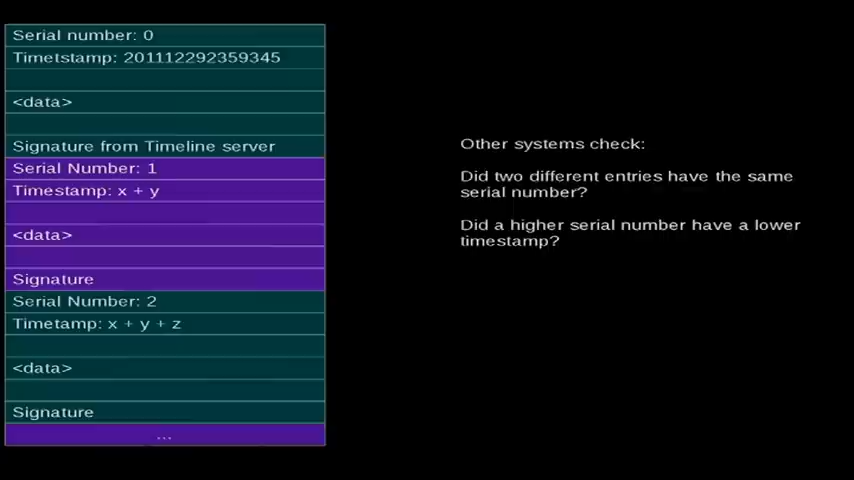 Serial number: 0
Timetstamp: 201112292359345
<data>
Signature from Timeline server
Serial Number: 1
Timestamp: x + y
<data>
Signature
Serial Number: 2
Timetamp: x + y + z
<data>
Signature
...
Other systems check:
Did two different entries have the same
serial number?
Did a higher serial number have a lower
timestamp?